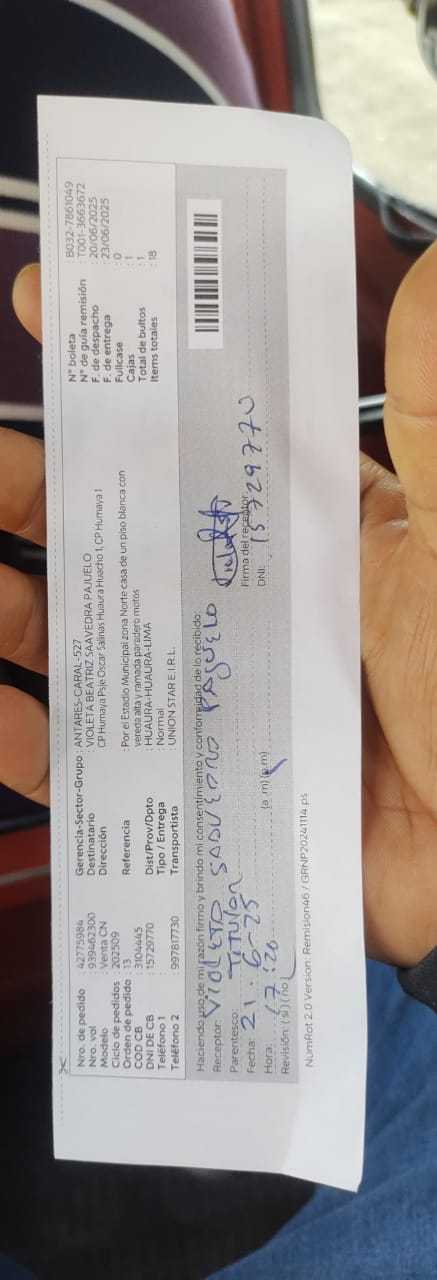 Nro. de pedido : 42775984
Nro. vol : 939462300
Modelo : Venta CN
Ciclo de pedidos : 202509
Orden de pedido : 13
COD CB : 3104445
DNI DE CB : 15729770
Teléfono 1 :
Teléfono 2 : 997817730
Gerencia-Sector-Grupo : ANTARES-CARAL-527
Destinatario : VIOLETA BEATRIZ SAAVEDRA PAJUELO
Dirección : CP Humaya Psje Oscar Salinas Huaura Huacho 1, CP Humaya I
Referencia : Por el Estadio Municipal zona Norte casa de un piso blanca con
vereda alta y ramada paradero motos
Dist/Prov/Dpto : HUAURA-HUAURA-LIMA
Tipo / Entrega : Normal
Transportista : UNION STAR E.I.R.L.
N° boleta : B032-7861049
N° de guía remisión : T001-3663672
F. de despacho : 20/06/2025
F. de entrega : 23/06/2025
Fullcase : 0
Cajas : 1
Total de bultos : 1
Items totales : 18
Haciendo uso de mi razón firmo y brindo mi consentimiento y conformidad de lo recibido:
Receptor: VIOLETA SAAVEDRA PAJUELO
Parentesco: TITULAR
Fecha: 21.6-25
Hora: 17:20 (a .m) (p.m)
Revisión: (sí) (no)
Firma del receptor
DNI: 15729770
NumRot 2.0 Version: Remision46 / GRNP20241114.ps